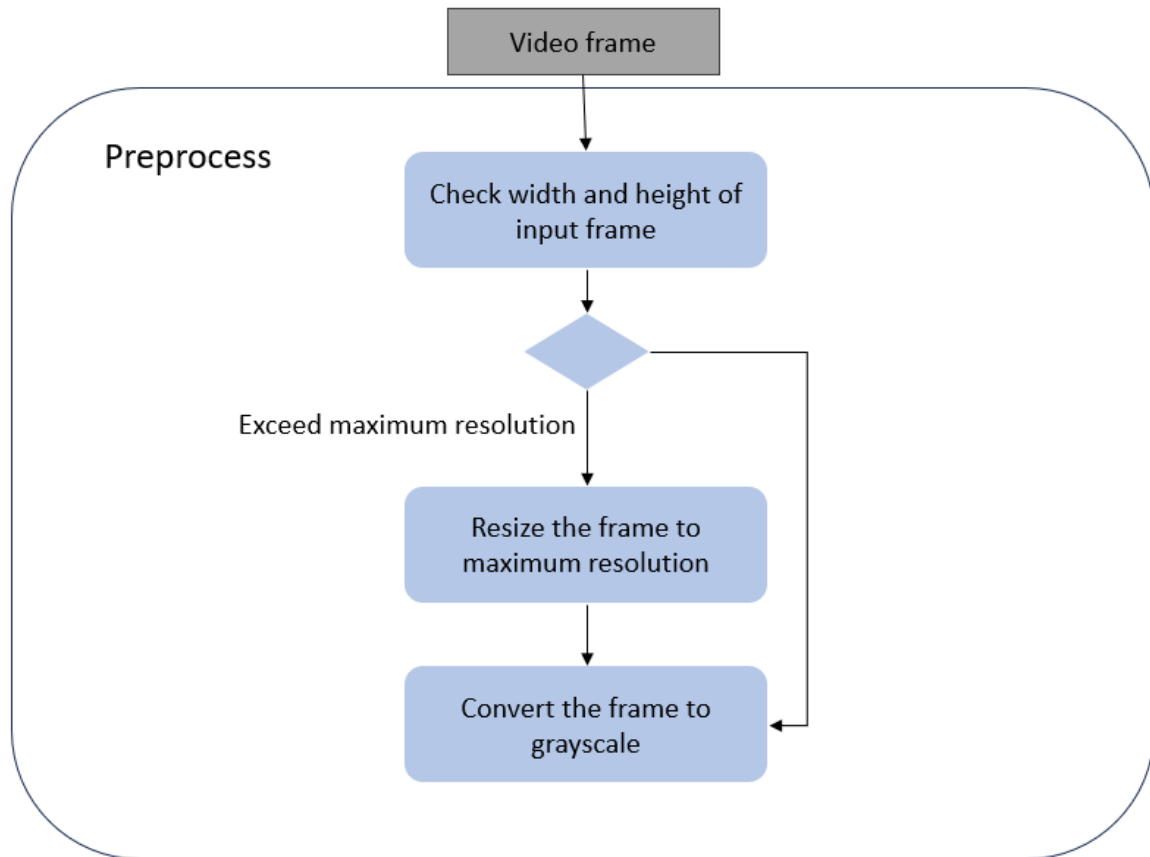 Video frame
Preprocess
Check width and height of
input frame
Exceed maximum resolution
Resize the frame to
maximum resolution
Convert the frame to
grayscale